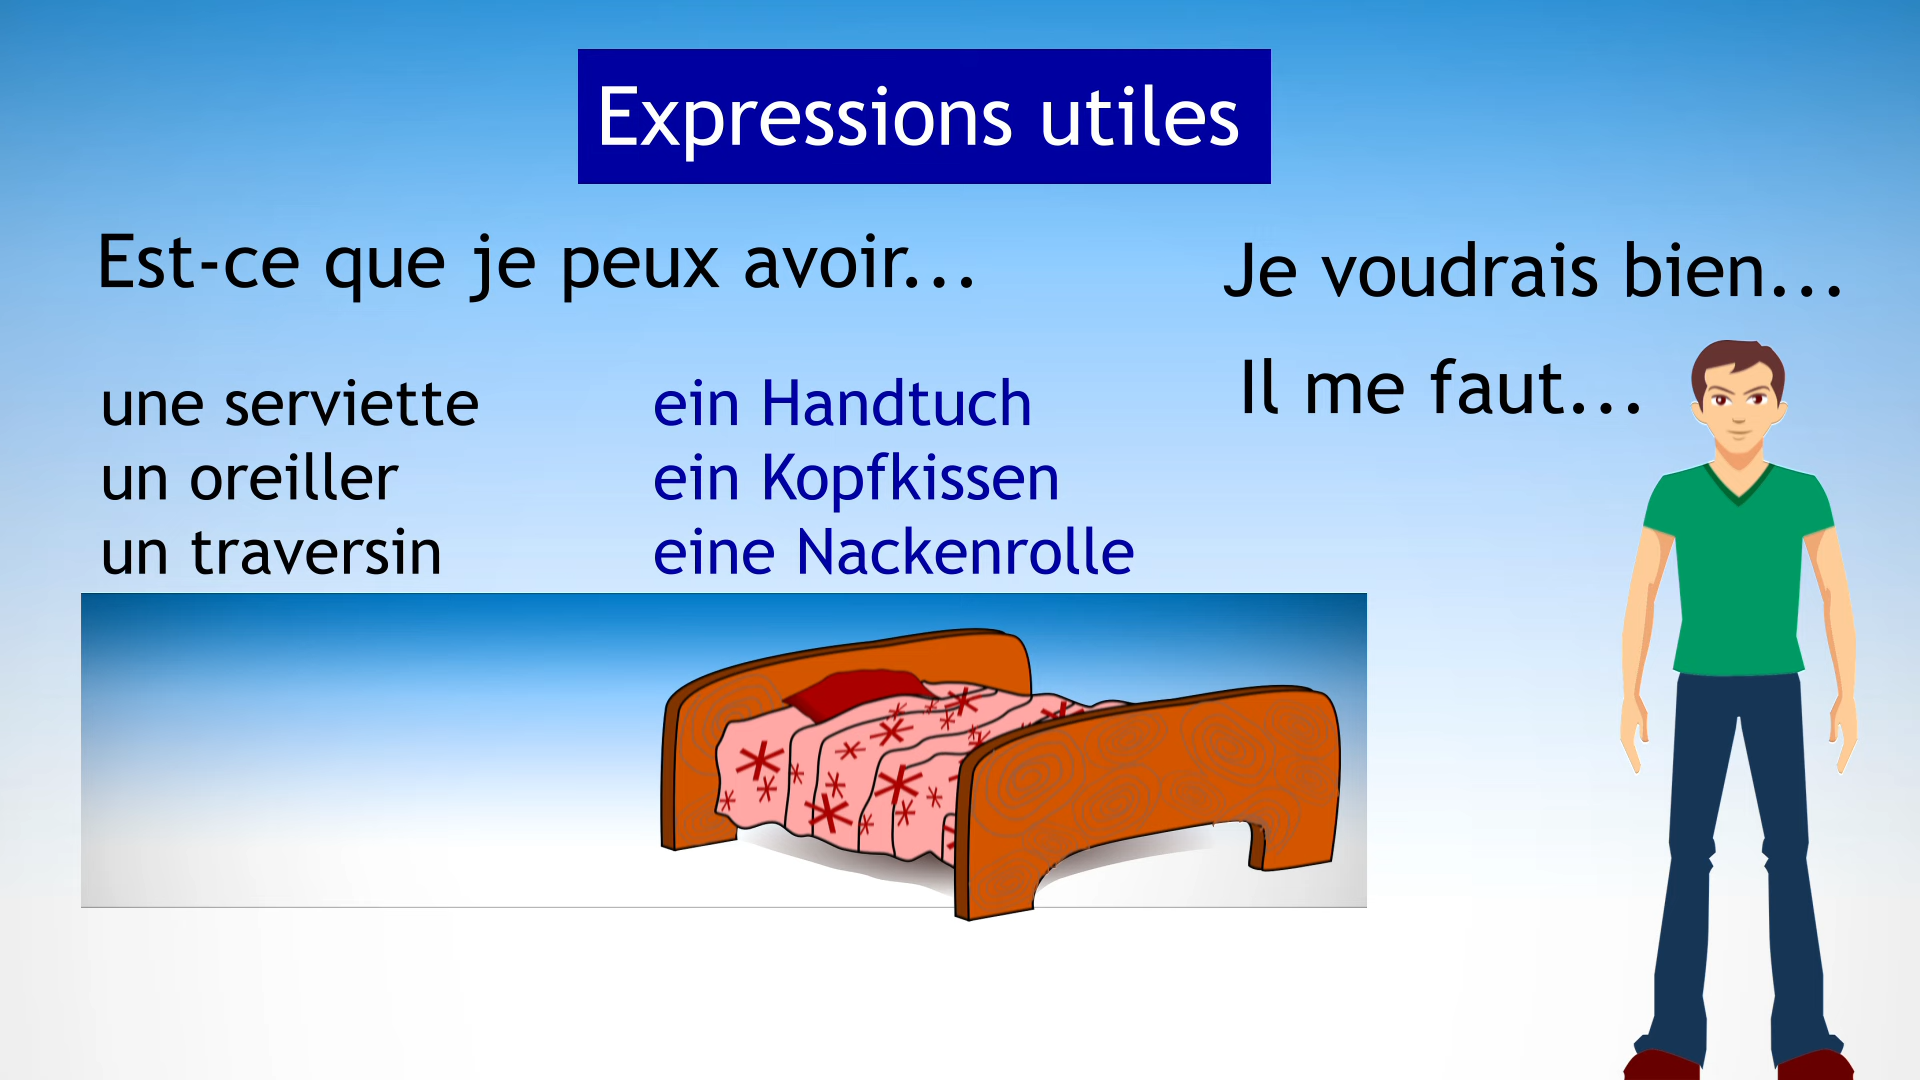 Expressions utiles
Est-ce que je peux avoir...
Je voudrais bien...
Il me faut...
une serviette ein Handtuch
un oreiller ein Kopfkissen
un traversin eine Nackenrolle